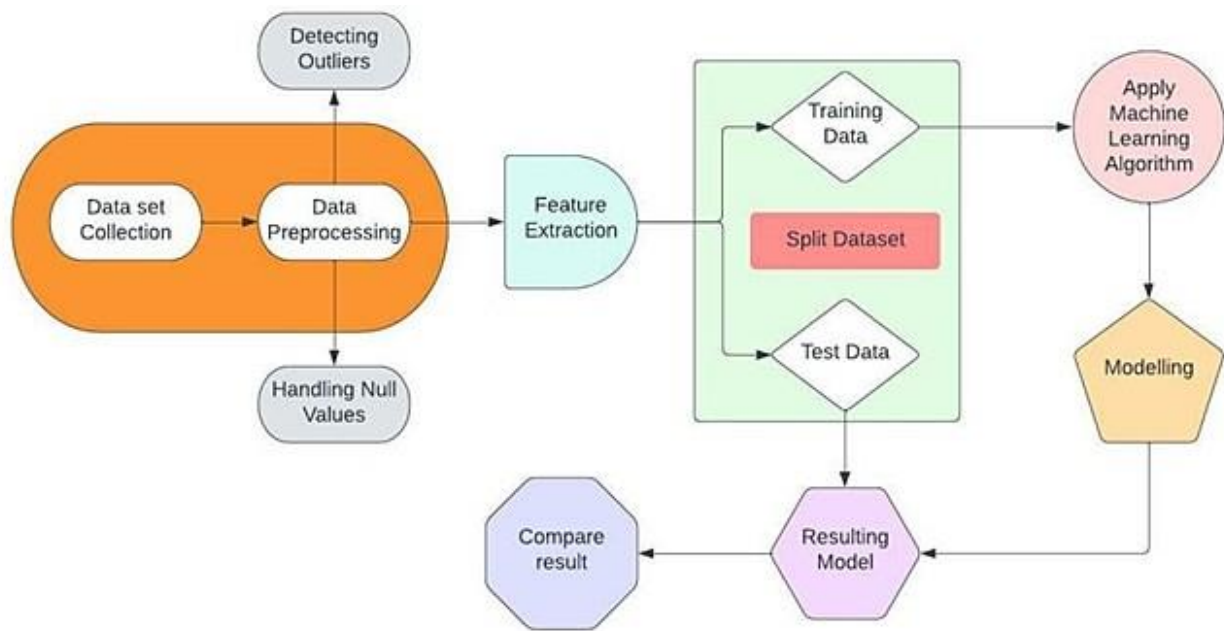 Detecting
Outliers
Data set
Collection
Data
Preprocessing
Handling Null
Values
Feature
Extraction
Training
Data
Split Dataset
Test Data
Apply
Machine
Learning
Algorithm
Modelling
Resulting
Model
Compare
result